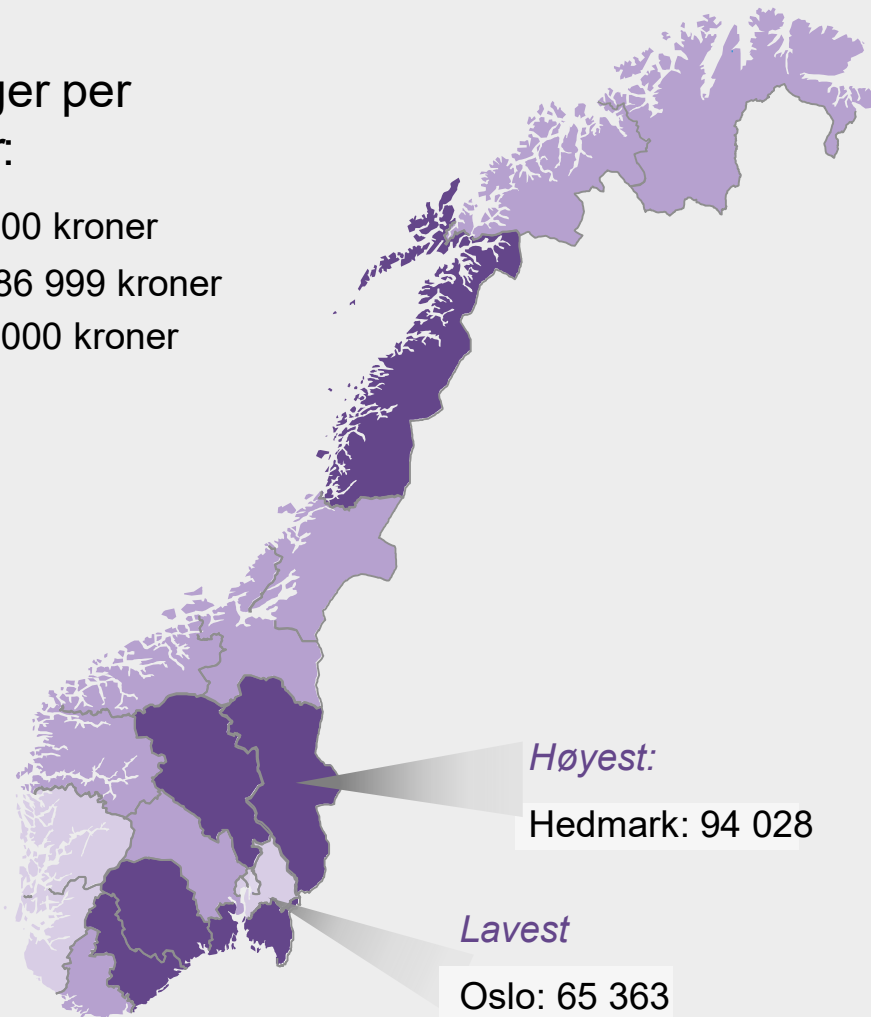 ger per
r:
00 kroner
86 999 kroner
000 kroner
Høyest:
Hedmark: 94 028
Lavest
Oslo: 65 363